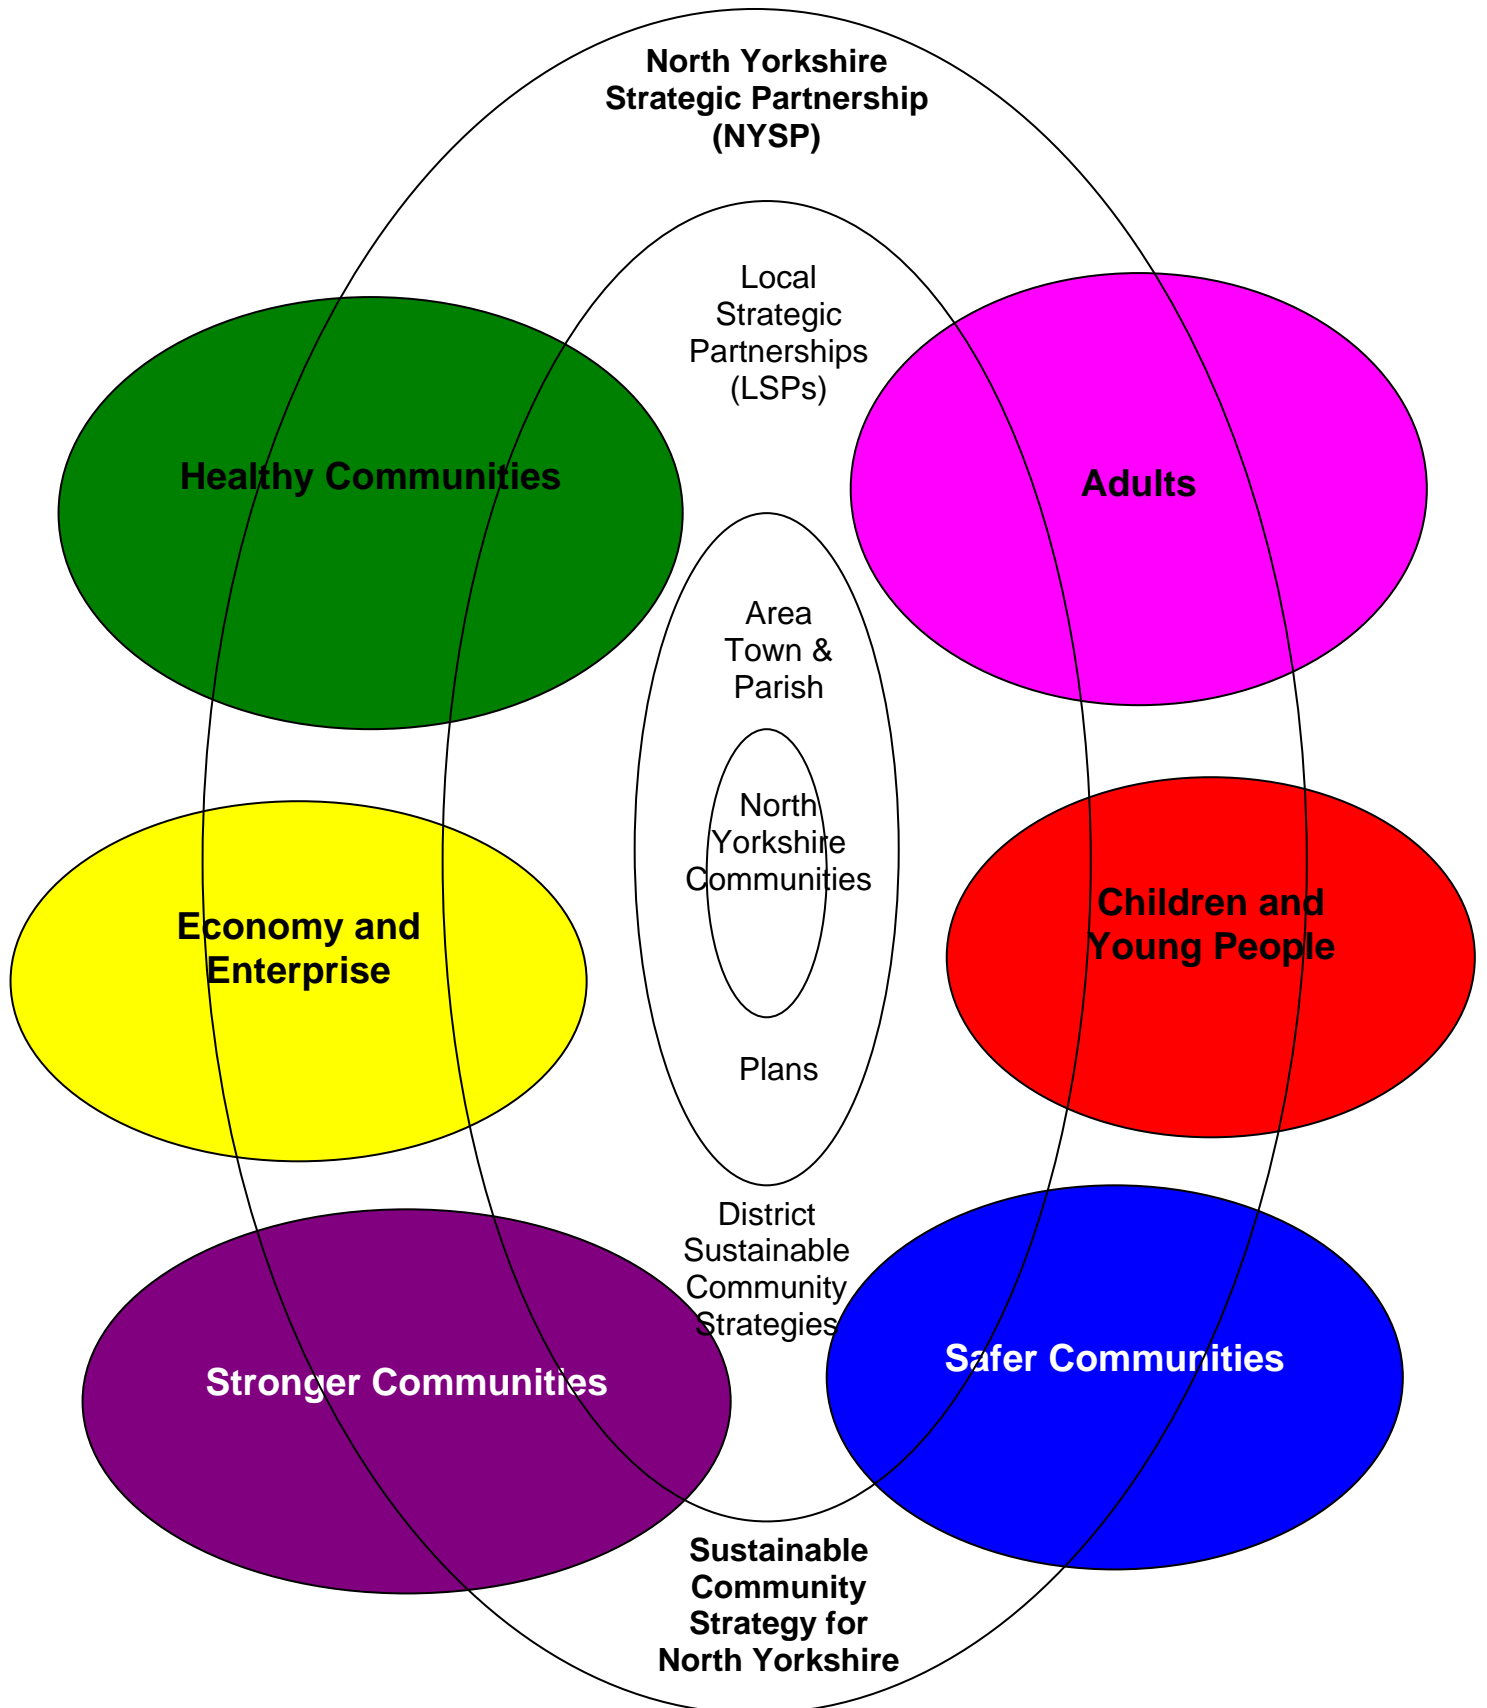 North Yorkshire
Strategic Partnership
(NYSP)
Local
Strategic
Partnerships
(LSPs)
Healthy Communities
Adults
Area
Town &
Parish
North
Yorkshire
Communities
Economy and
Enterprise
Children and
Young People
Plans
District
Sustainable
Community
Strategies
Stronger Communities
Safer Communities
Sustainable
Community
Strategy for
North Yorkshire